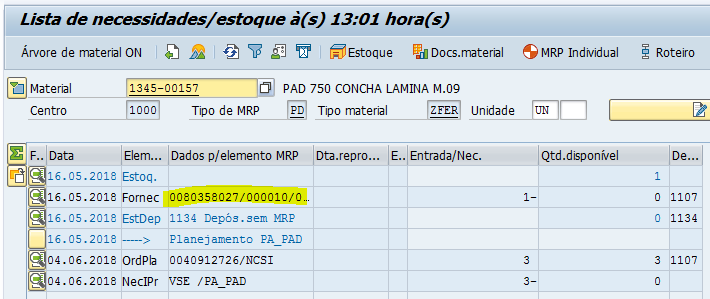 Lista de necessidades/estoque à(s) 13:01 hora(s)
Árvore de material ON Estoque Docs.material MRP Individual Roteiro
Material 1345-00157 PAD 750 CONCHA LAMINA M.09
Centro 1000 Tipo de MRP PD Tipo material ZFER Unidade UN
F.. Data Elem... Dados p/elemento MRP Dta.repro... E.. Entrada/Nec. Qtd.disponível De...
16.05.2018 Estoq. 1
16.05.2018 Fornec 0080358027/000010/0… 1- 0 1107
16.05.2018 EstDep 1134 Depós.sem MRP 0 1134
16.05.2018 -----> Planejamento PA_PAD
04.06.2018 OrdPla 0040912726/NCSI 3 3 1107
04.06.2018 NecIPr VSE /PA_PAD 3- 0